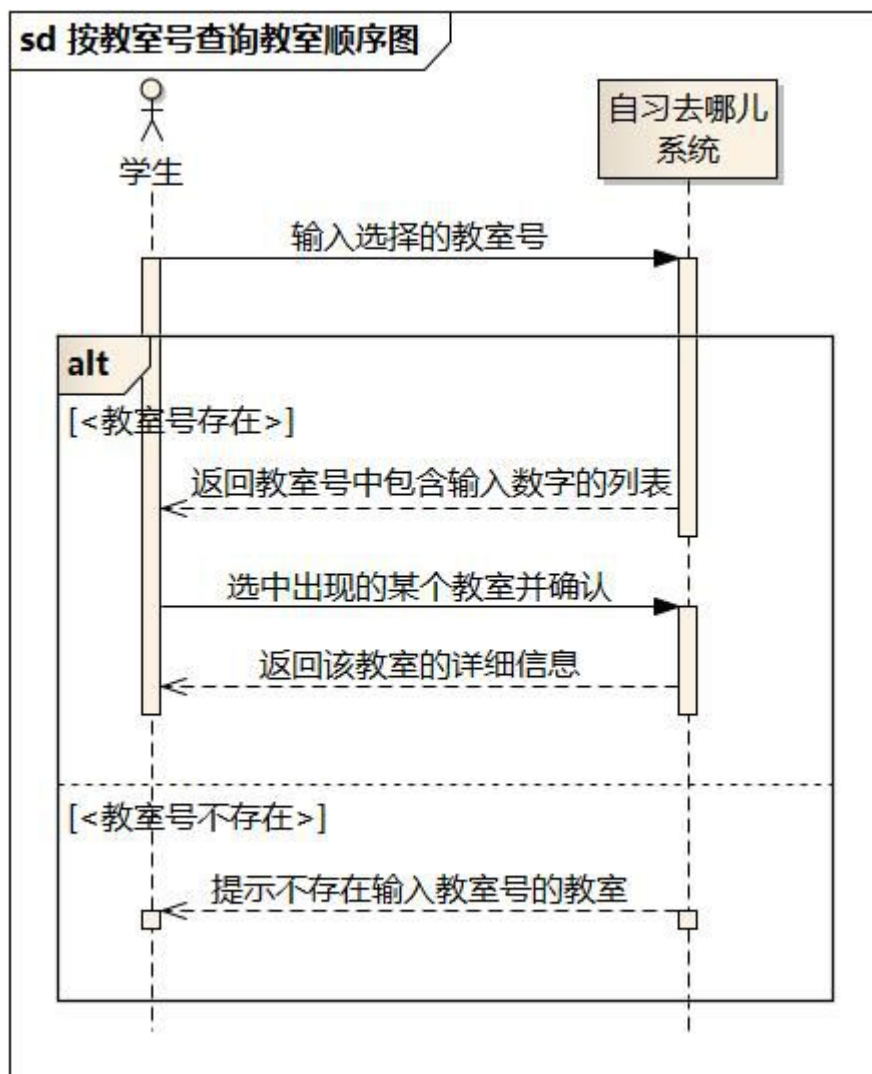 sd 按教室号查询教室顺序图
学生
自习去哪儿
系统
输入选择的教室号
alt
[<教室号存在>]
返回教室号中包含输入数字的列表
选中出现的某个教室并确认
返回该教室的详细信息
[<教室号不存在>]
提示不存在输入教室号的教室